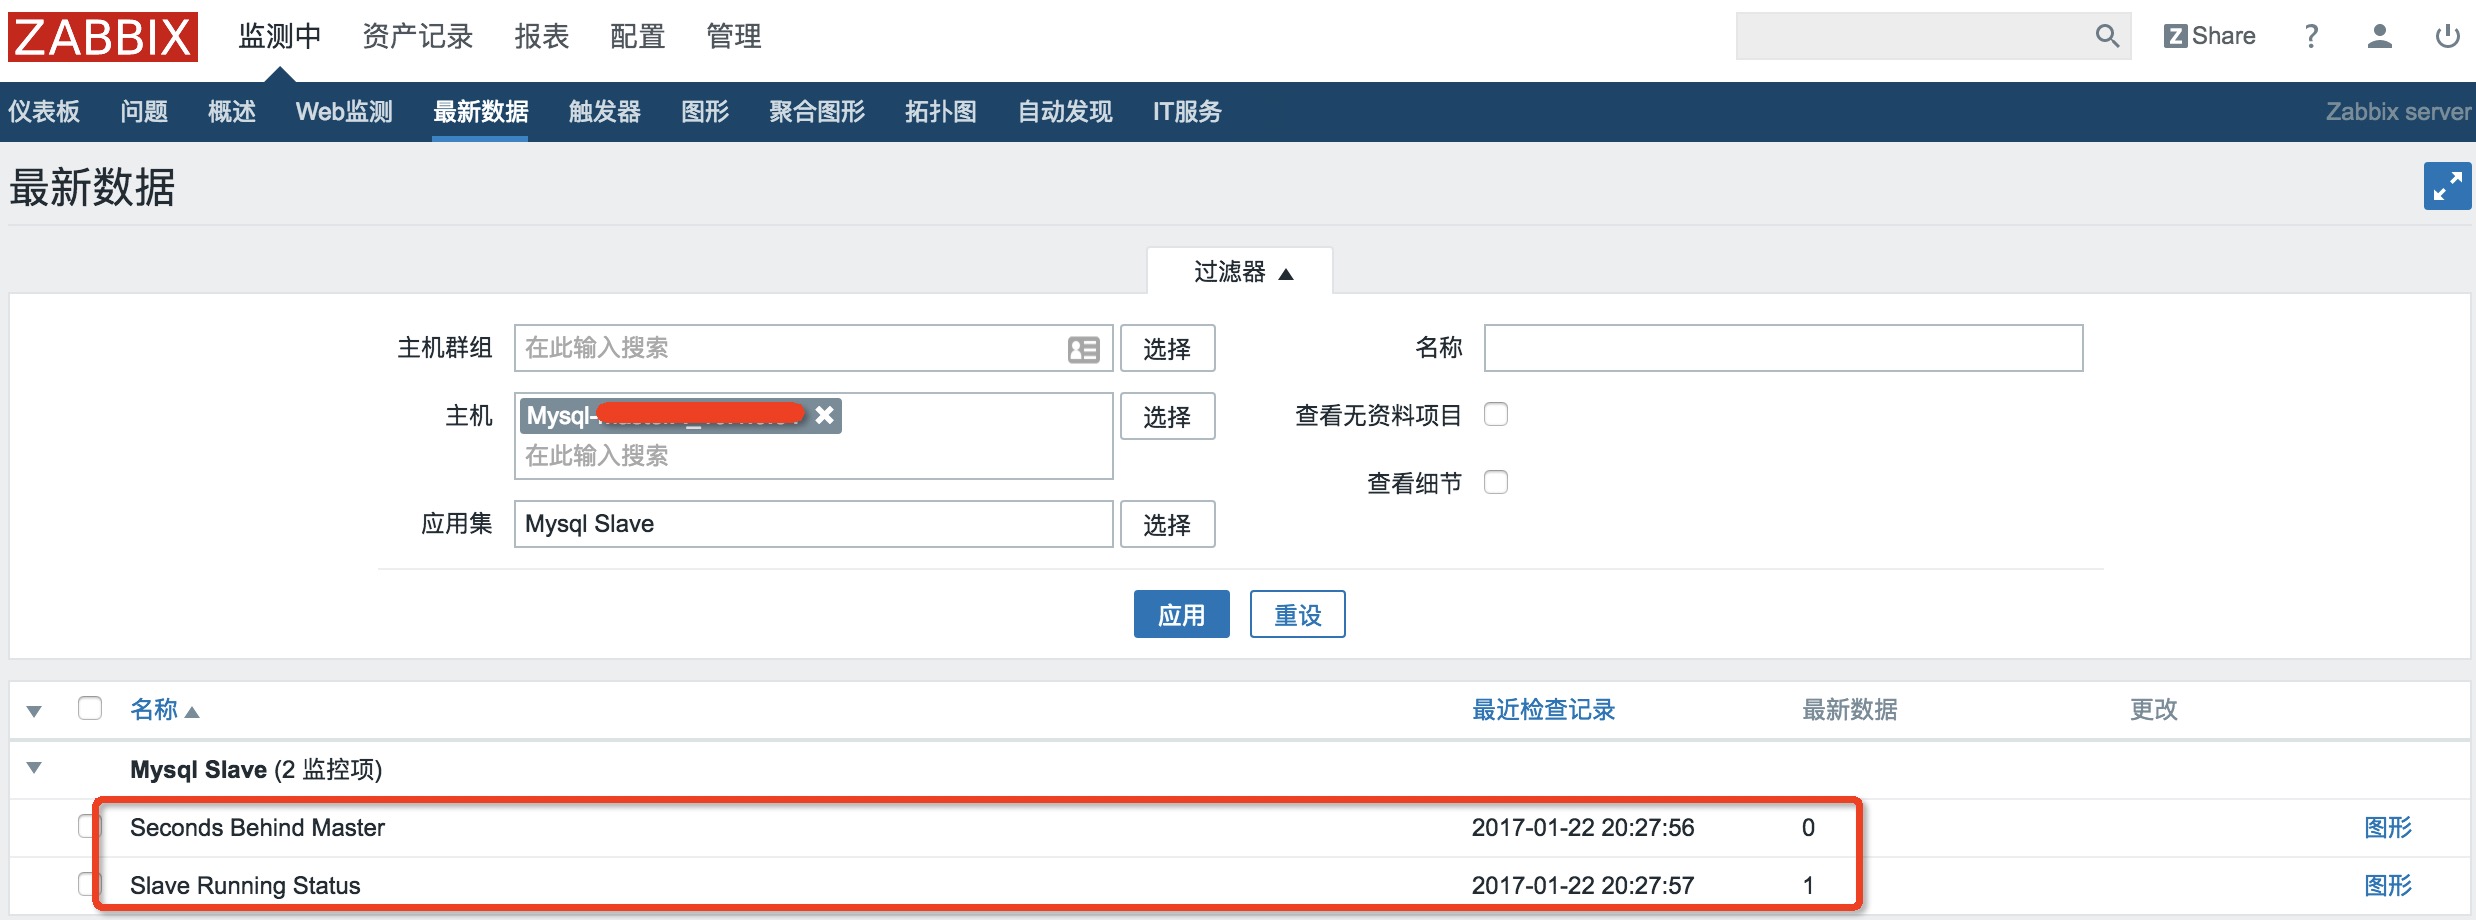 ZABBIX 监测中 资产记录 报表 配置 管理 Z Share ?
仪表板 问题 概述 Web监测 最新数据 触发器 图形 聚合图形 拓扑图 自动发现 IT服务 Zabbix server
最新数据
过滤器 ▲
主机群组 在此输入搜索 选择 名称
主机 Mysql- 选择 查看无资料项目
在此输入搜索
查看细节
应用集 Mysql Slave 选择
应用 重设
名称 ▲ 最近检查记录 最新数据 更改
Mysql Slave (2 监控项)
Seconds Behind Master 2017-01-22 20:27:56 0 图形
Slave Running Status 2017-01-22 20:27:57 1 图形